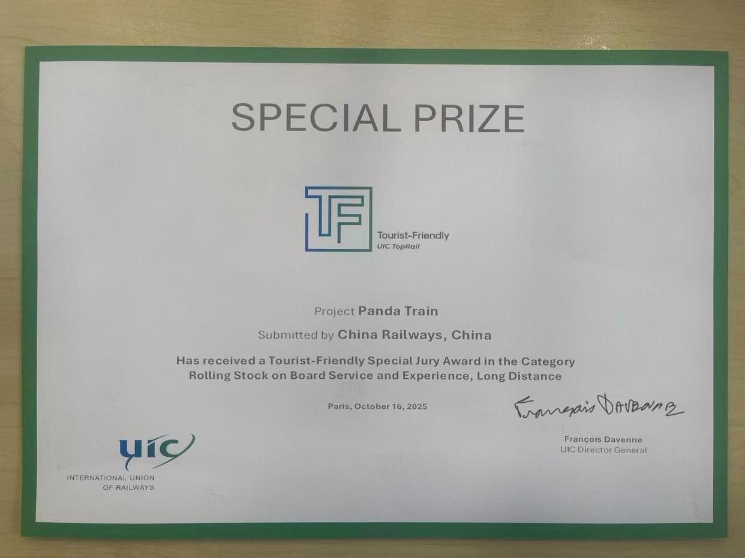 SPECIAL PRIZE
TF
Tourist-Friendly
UIC TopRail
Project Panda Train
Submitted by China Railways, China
Has received a Tourist-Friendly Special Jury Award in the Category
Rolling Stock on Board Service and Experience, Long Distance
Paris, October 16, 2025
François Davenne
François Davenne
UIC Director General
uic
INTERNATIONAL UNION
OF RAILWAYS